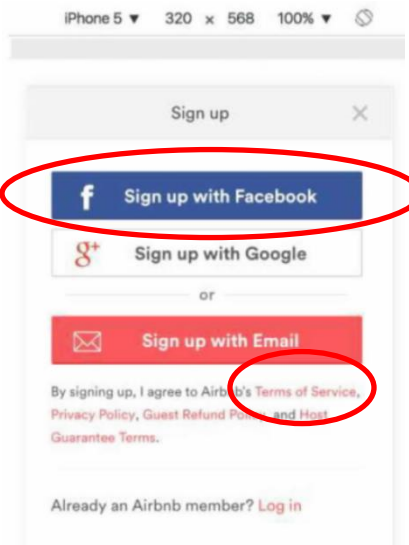 iPhone 5 ▼ 320 × 568 100% ▼
Sign up ×
f Sign up with Facebook
g+ Sign up with Google
or
Sign up with Email
By signing up, I agree to Airbnb's Terms of Service,
Privacy Policy, Guest Refund Policy, and Host
Guarantee Terms.
Already an Airbnb member? Log in